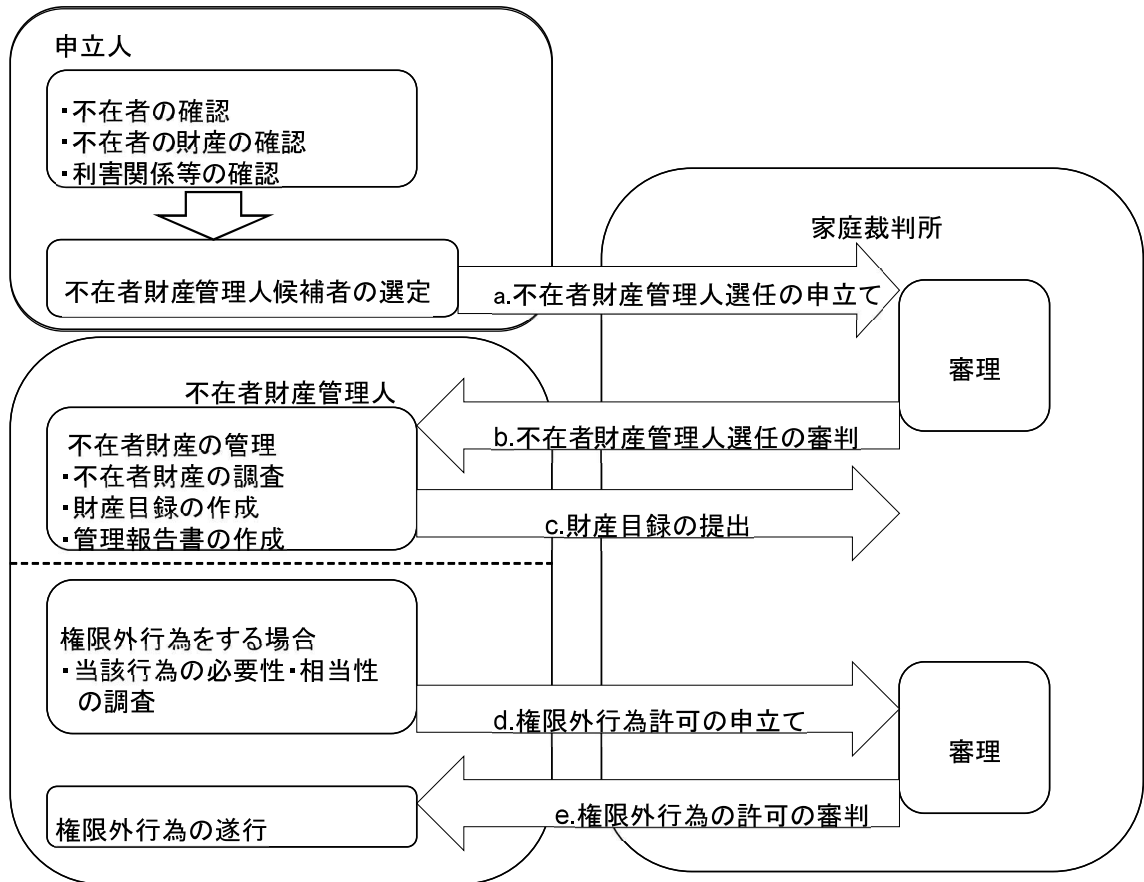 申立人
・不在者の確認
・不在者の財産の確認
・利害関係等の確認
不在者財産管理人候補者の選定
家庭裁判所
a.不在者財産管理人選任の申立て
審理
不在者財産管理人
b.不在者財産管理人選任の審判
不在者財産の管理
・不在者財産の調査
・財産目録の作成
・管理報告書の作成
c.財産目録の提出
権限外行為をする場合
・当該行為の必要性・相当性
の調査
d.権限外行為許可の申立て
審理
e.権限外行為の許可の審判
権限外行為の遂行